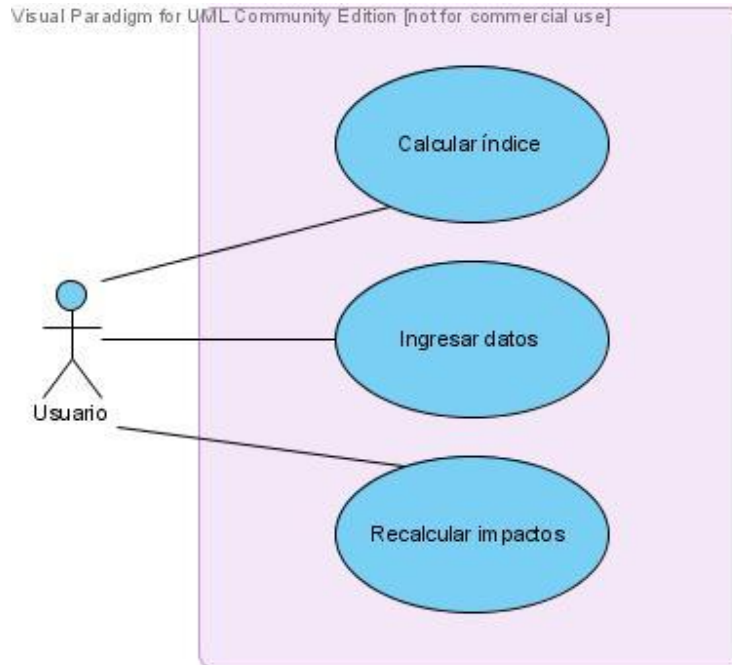 Visual Paradigm for UML Community Edition [not for commercial use]
Calcular índice
Ingresar datos
Usuario
Recalcular impactos